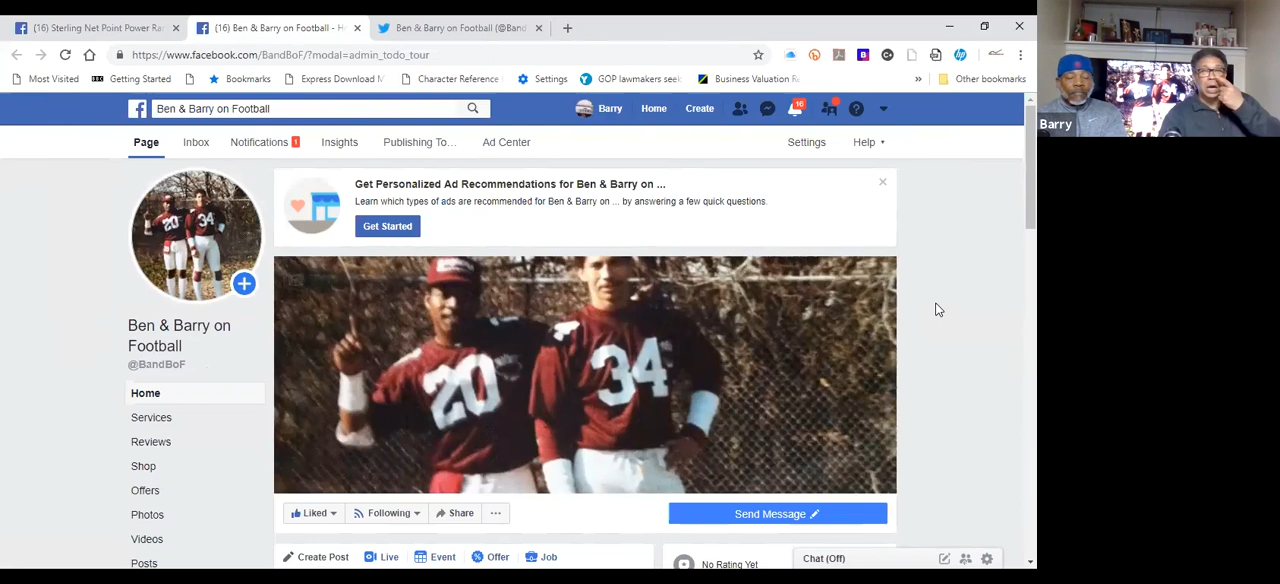 (16) Sterling Net Point Power Ra
(16) Ben & Barry on Football - H
Ben & Barry on Football (@Band
https://www.facebook.com/BandBoF/?modal=admin_todo_tour
Most Visited
Getting Started
Bookmarks
Express Download M
Character Reference
Settings
GOP lawmakers seek
Business Valuation Re
»
Other bookmarks
Ben & Barry on Football
Barry
Home
Create
16
Page
Inbox
Notifications 1
Insights
Publishing To...
Ad Center
Settings
Help
Get Personalized Ad Recommendations for Ben & Barry on ...
Learn which types of ads are recommended for Ben & Barry on ... by answering a few quick questions.
Get Started
20
34
Ben & Barry on
Football
@BandBoF
Home
Services
Reviews
Shop
Offers
Photos
Videos
Posts
20
34
Liked
Following
Share
...
Send Message
Create Post
Live
Event
Offer
Job
No Rating Yet
Chat (Off)
Barry